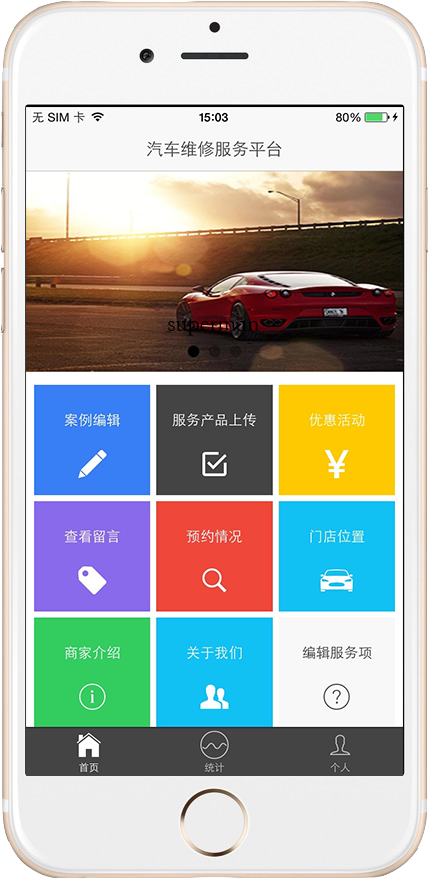 无 SIM 卡
15:03
80%
汽车维修服务平台
案例编辑
服务产品上传
优惠活动
¥
查看留言
预约情况
门店位置
商家介绍
关于我们
编辑服务项
首页
统计
个人